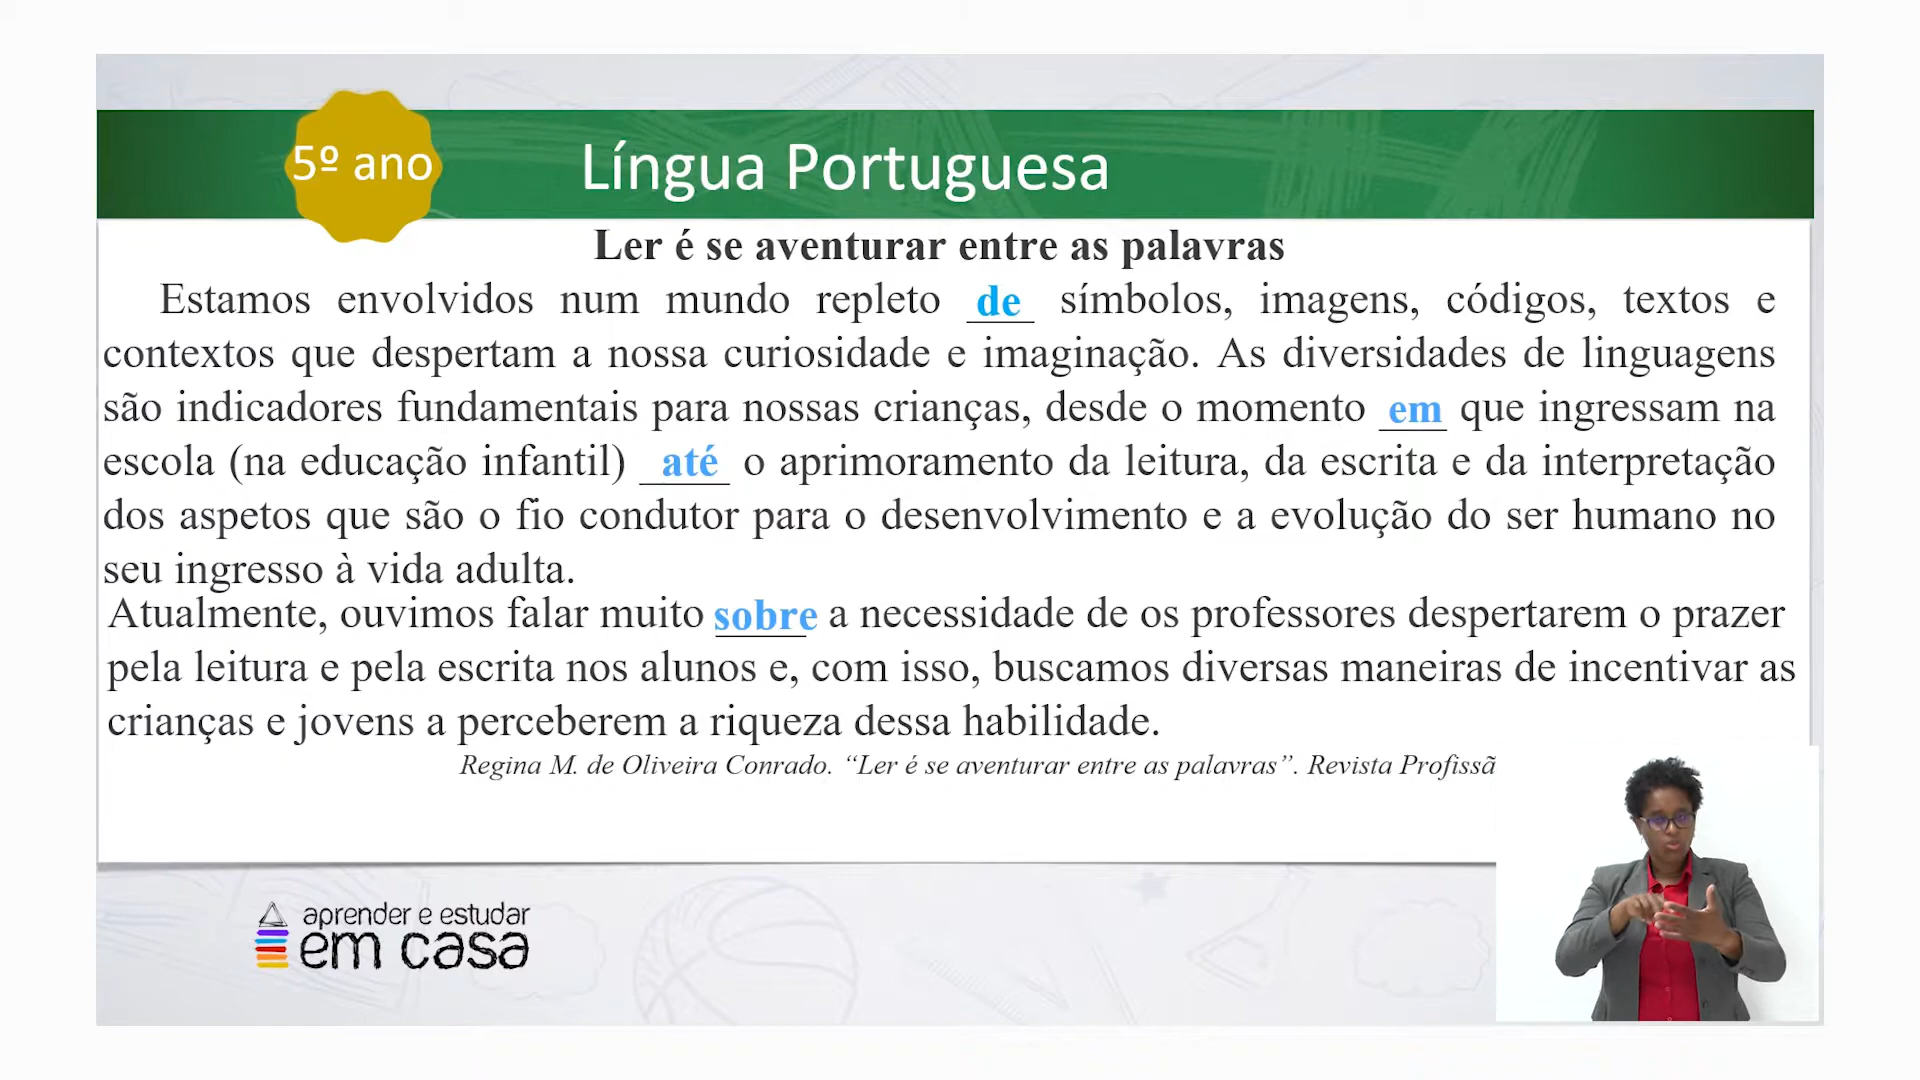 5º ano
Língua Portuguesa
Ler é se aventurar entre as palavras
Estamos envolvidos num mundo repleto de símbolos, imagens, códigos, textos e
contextos que despertam a nossa curiosidade e imaginação. As diversidades de linguagens
são indicadores fundamentais para nossas crianças, desde o momento em que ingressam na
escola (na educação infantil) até o aprimoramento da leitura, da escrita e da interpretação
dos aspetos que são o fio condutor para o desenvolvimento e a evolução do ser humano no
seu ingresso à vida adulta.
Atualmente, ouvimos falar muito sobre a necessidade de os professores despertarem o prazer
pela leitura e pela escrita nos alunos e, com isso, buscamos diversas maneiras de incentivar as
crianças e jovens a perceberem a riqueza dessa habilidade.
Regina M. de Oliveira Conrado. “Ler é se aventurar entre as palavras”. Revista Profissã
aprender e estudar
em casa